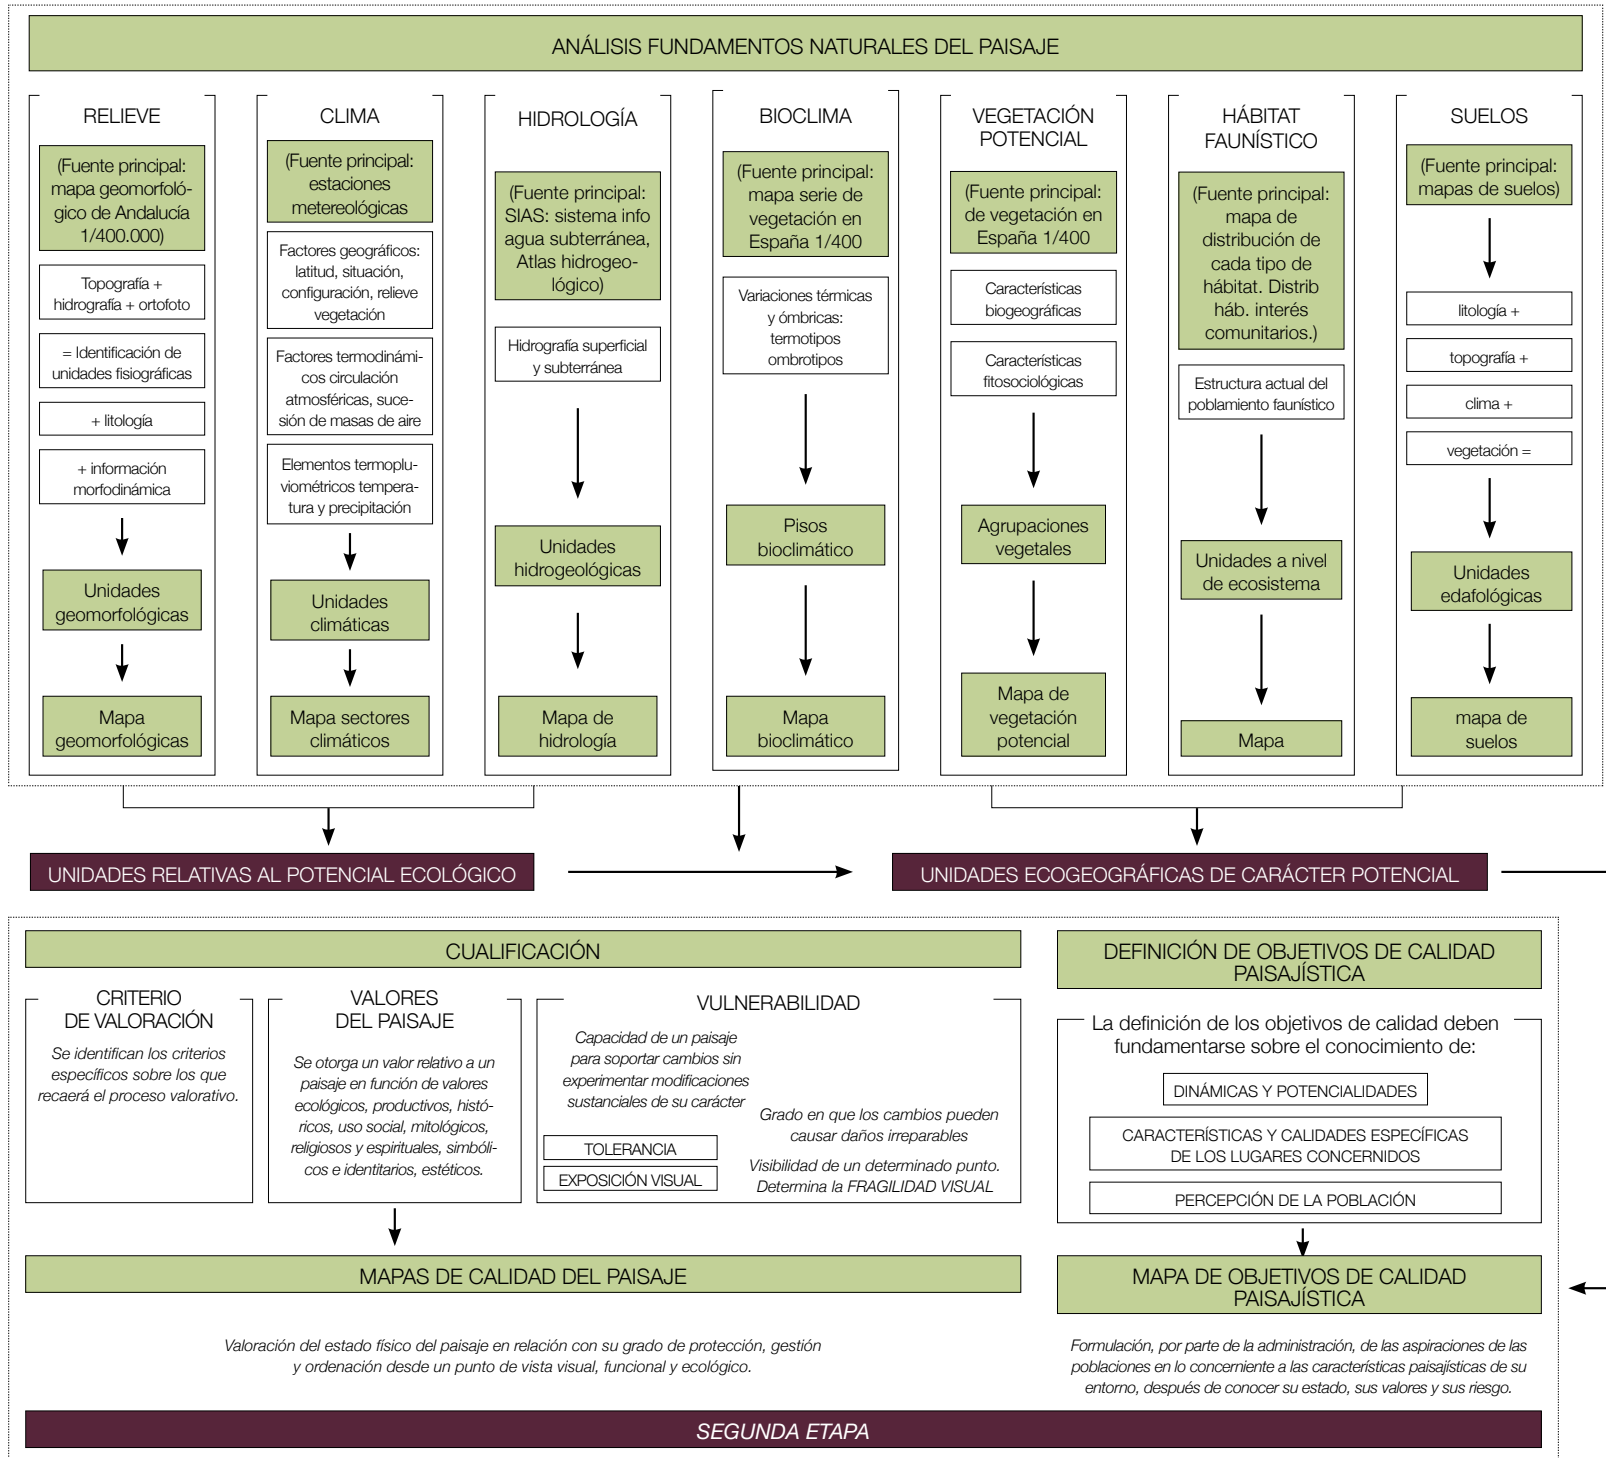 ANÁLISIS FUNDAMENTOS NATURALES DEL PAISAJE
RELIEVE
(Fuente principal:
mapa geomorfoló-
gico de Andalucía
1/400.000)
Topografía +
hidrografía + ortofoto
= Identificación de
unidades fisiográficas
+ litología
+ información
morfodinámica
Unidades
geomorfológicas
Mapa
geomorfológicas
CLIMA
(Fuente principal:
estaciones
metereológicas
Factores geográficos:
latitud, situación,
configuración, relieve
vegetación
Factores termodinámi-
cos circulación
atmosféricas, suce-
sión de masas de aire
Elementos termoplu-
viométricos tempera-
tura y precipitación
Unidades
climáticas
Mapa sectores
climáticos
HIDROLOGÍA
(Fuente principal:
SIAS: sistema info
agua subterránea,
Atlas hidrogeo-
lógico)
Hidrografía superficial
y subterránea
Unidades
hidrogeológicas
Mapa de
hidrología
BIOCLIMA
(Fuente principal:
mapa serie de
vegetación en
España 1/400
Variaciones térmicas
y ómbricas:
termotipos
ombrotipos
Pisos
bioclimático
Mapa
bioclimático
VEGETACIÓN
POTENCIAL
(Fuente principal:
de vegetación en
España 1/400
Características
biogeográficas
Características
fitosociológicas
Agrupaciones
vegetales
Mapa de
vegetación
potencial
HÁBITAT
FAUNÍSTICO
(Fuente principal:
mapa de
distribución de
cada tipo de
hábitat. Distrib
háb. interés
comunitarios.)
Estructura actual del
poblamiento faunístico
Unidades a nivel
de ecosistema
Mapa
SUELOS
(Fuente principal:
mapas de suelos)
litología +
topografía +
clima +
vegetación =
Unidades
edafológicas
mapa de
suelos
UNIDADES RELATIVAS AL POTENCIAL ECOLÓGICO
UNIDADES ECOGEOGRÁFICAS DE CARÁCTER POTENCIAL
CUALIFICACIÓN
CRITERIO
DE VALORACIÓN
Se identifican los criterios
específicos sobre los que
recaerá el proceso valorativo.
VALORES
DEL PAISAJE
Se otorga un valor relativo a un
paisaje en función de valores
ecológicos, productivos, histó-
ricos, uso social, mitológicos,
religiosos y espirituales, simbóli-
cos e identitarios, estéticos.
VULNERABILIDAD
Capacidad de un paisaje
para soportar cambios sin
experimentar modificaciones
sustanciales de su carácter
Grado en que los cambios pueden
causar daños irreparables
TOLERANCIA
EXPOSICIÓN VISUAL
Visibilidad de un determinado punto.
Determina la FRAGILIDAD VISUAL
MAPAS DE CALIDAD DEL PAISAJE
Valoración del estado físico del paisaje en relación con su grado de protección, gestión
y ordenación desde un punto de vista visual, funcional y ecológico.
DEFINICIÓN DE OBJETIVOS DE CALIDAD
PAISAJÍSTICA
La definición de los objetivos de calidad deben
fundamentarse sobre el conocimiento de:
DINÁMICAS Y POTENCIALIDADES
CARACTERÍSTICAS Y CALIDADES ESPECÍFICAS
DE LOS LUGARES CONCERNIDOS
PERCEPCIÓN DE LA POBLACIÓN
MAPA DE OBJETIVOS DE CALIDAD
PAISAJÍSTICA
Formulación, por parte de la administración, de las aspiraciones de las
poblaciones en lo concerniente a las características paisajísticas de su
entorno, después de conocer su estado, sus valores y sus riesgo.
SEGUNDA ETAPA